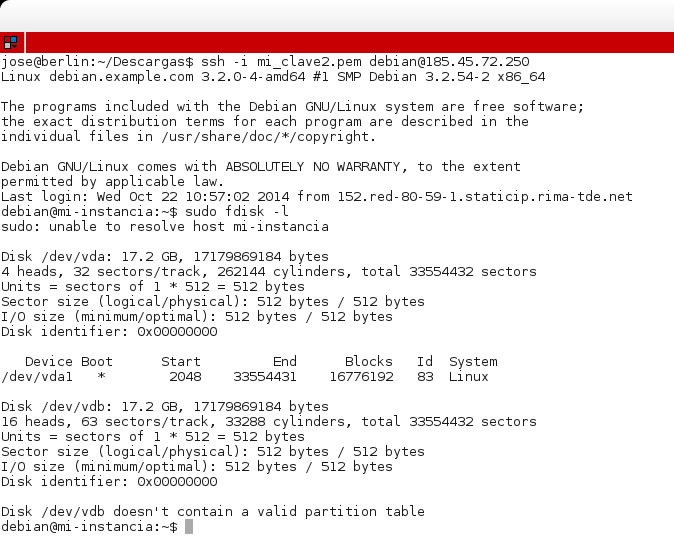 jose@berlin:~/Descargas$ ssh -i mi_clave2.pem debian@185.45.72.250
Linux debian.example.com 3.2.0-4-amd64 #1 SMP Debian 3.2.54-2 x86_64

The programs included with the Debian GNU/Linux system are free software;
the exact distribution terms for each program are described in the
individual files in /usr/share/doc/*/copyright.

Debian GNU/Linux comes with ABSOLUTELY NO WARRANTY, to the extent
permitted by applicable law.
Last login: Wed Oct 22 10:57:02 2014 from 152.red-80-59-1.staticip.rima-tde.net
debian@mi-instancia:~$ sudo fdisk -l
sudo: unable to resolve host mi-instancia

Disk /dev/vda: 17.2 GB, 17179869184 bytes
4 heads, 32 sectors/track, 262144 cylinders, total 33554432 sectors
Units = sectors of 1 * 512 = 512 bytes
Sector size (logical/physical): 512 bytes / 512 bytes
I/O size (minimum/optimal): 512 bytes / 512 bytes
Disk identifier: 0x00000000

   Device Boot      Start         End      Blocks   Id  System
/dev/vda1   *        2048    33554431    16776192   83  Linux

Disk /dev/vdb: 17.2 GB, 17179869184 bytes
16 heads, 63 sectors/track, 33288 cylinders, total 33554432 sectors
Units = sectors of 1 * 512 = 512 bytes
Sector size (logical/physical): 512 bytes / 512 bytes
I/O size (minimum/optimal): 512 bytes / 512 bytes
Disk identifier: 0x00000000

Disk /dev/vdb doesn't contain a valid partition table
debian@mi-instancia:~$